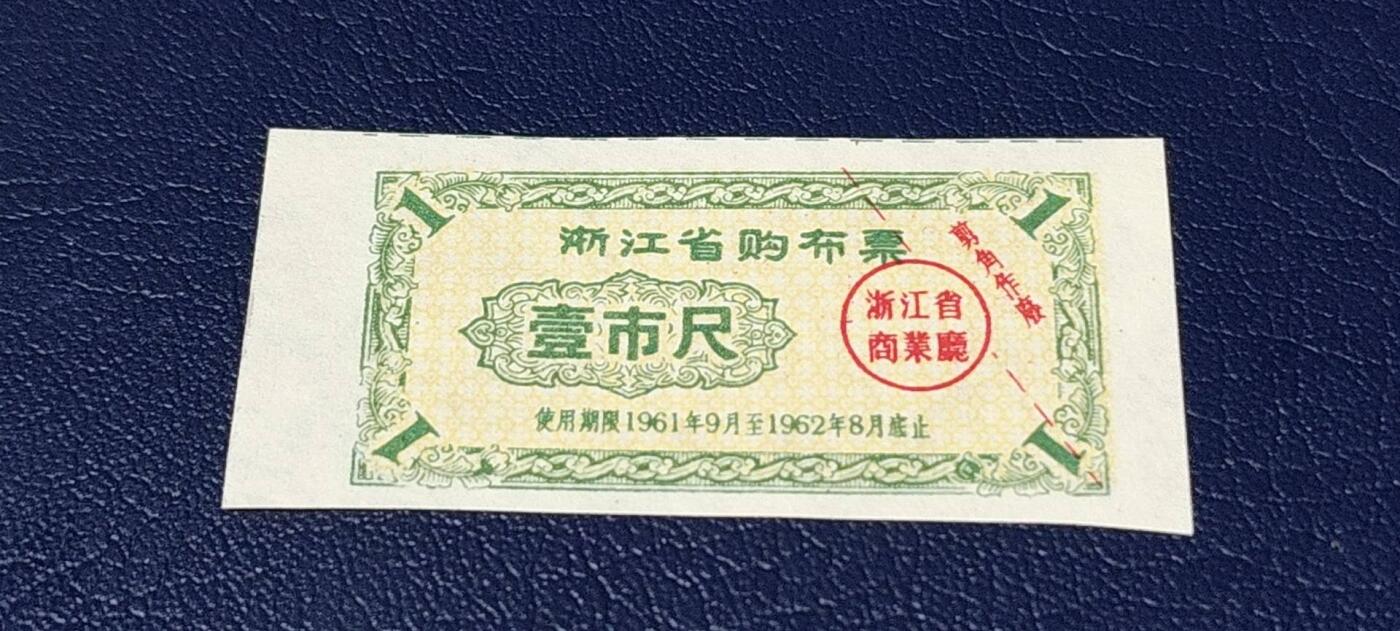 1 1
浙江省购布票
剪角作廢
壹市尺
浙江省
商業廳
使用期限1961年9月至1962年8月底止
1 1